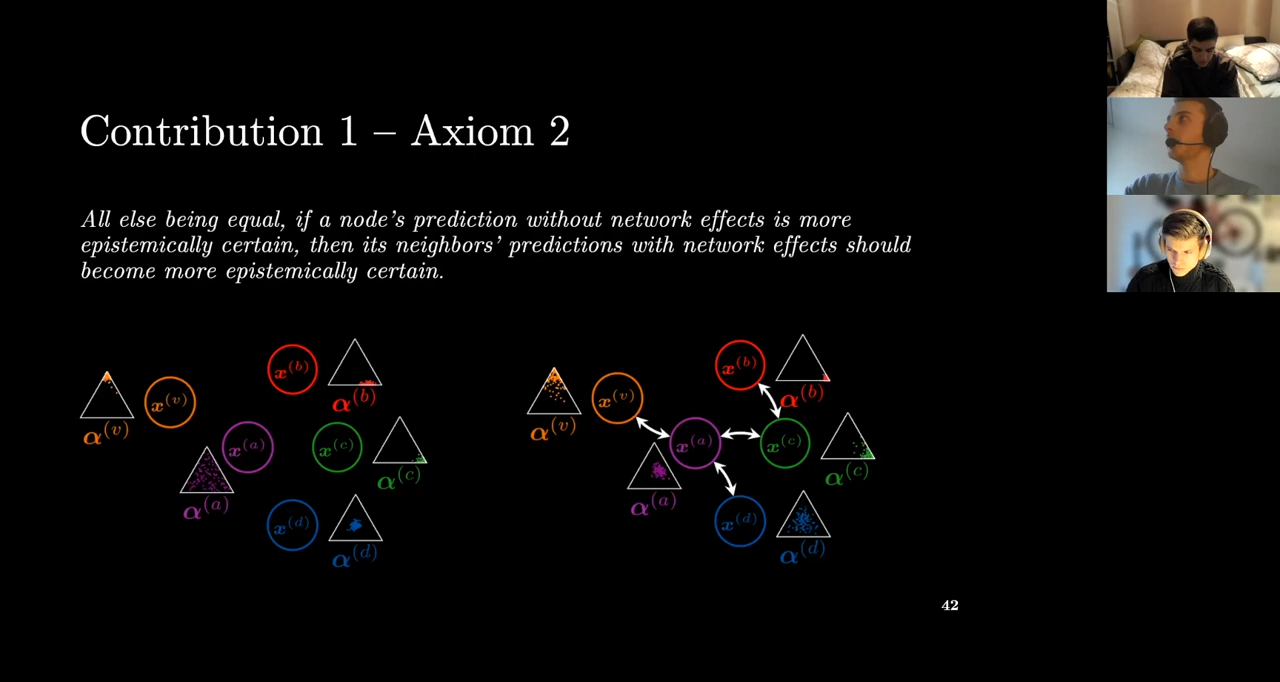 Contribution 1 – Axiom 2
All else being equal, if a node's prediction without network effects is more
epistemically certain, then its neighbors' predictions with network effects should
become more epistemically certain.
x^(v)
α^(v)
x^(b)
α^(b)
x^(a)
α^(a)
x^(c)
α^(c)
x^(d)
α^(d)
x^(v)
α^(v)
x^(b)
α^(b)
x^(a)
α^(a)
x^(c)
α^(c)
x^(d)
α^(d)
42